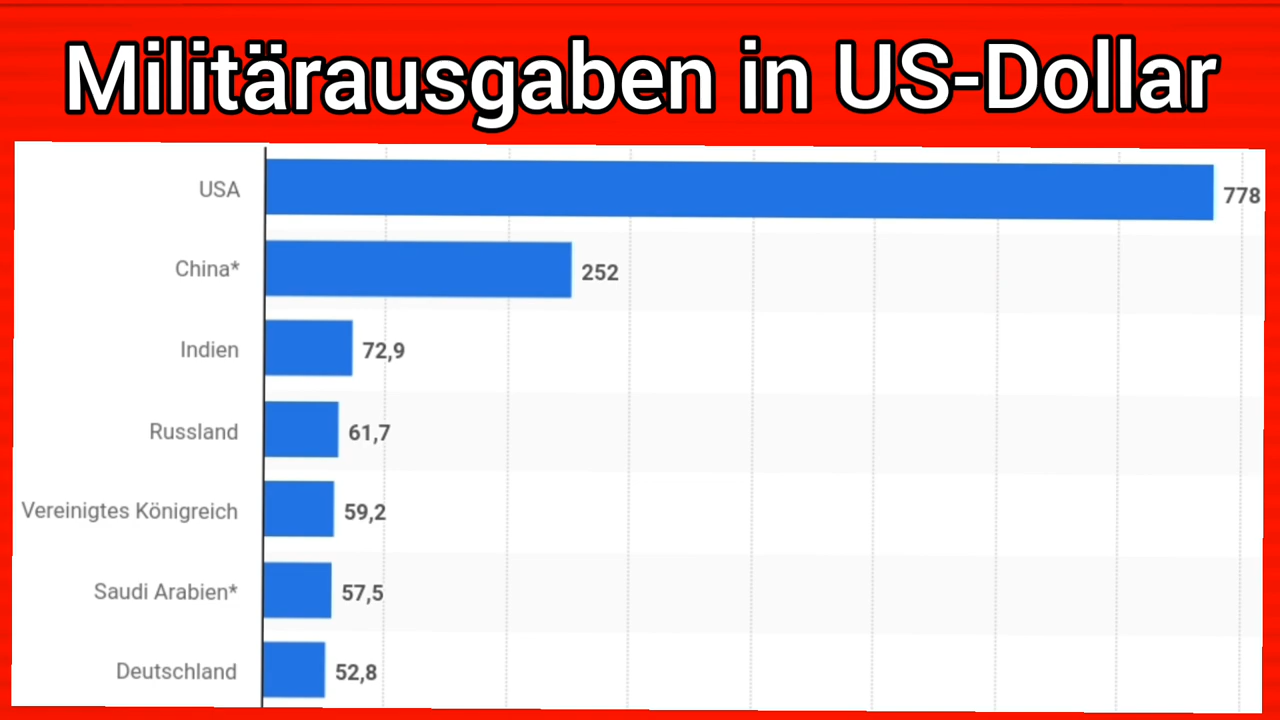 Militärausgaben in US-Dollar
USA 778
China* 252
Indien 72,9
Russland 61,7
Vereinigtes Königreich 59,2
Saudi Arabien* 57,5
Deutschland 52,8